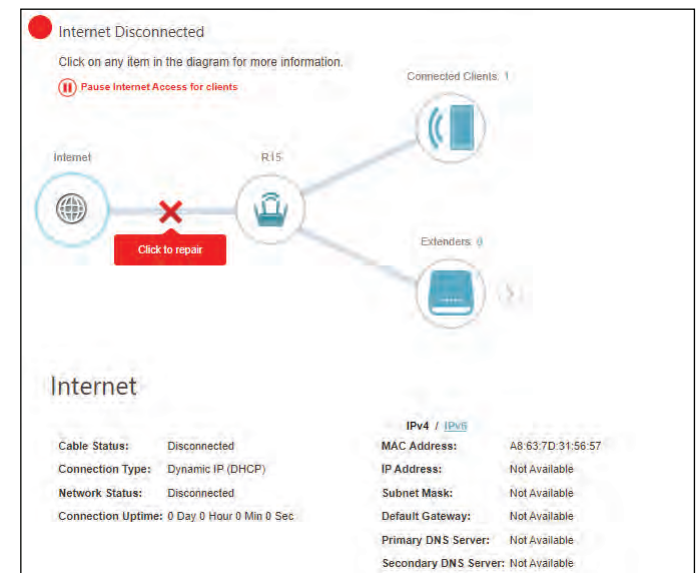 Internet Disconnected
Click on any item in the diagram for more information.
Pause Internet Access for clients
Connected Clients: 1
Internet
R15
Click to repair
Extenders: 0
Internet
IPv4 / IPv6
Cable Status: Disconnected
MAC Address: A8:63:7D:31:56:57
Connection Type: Dynamic IP (DHCP)
IP Address: Not Available
Network Status: Disconnected
Subnet Mask: Not Available
Connection Uptime: 0 Day 0 Hour 0 Min 0 Sec
Default Gateway: Not Available
Primary DNS Server: Not Available
Secondary DNS Server: Not Available